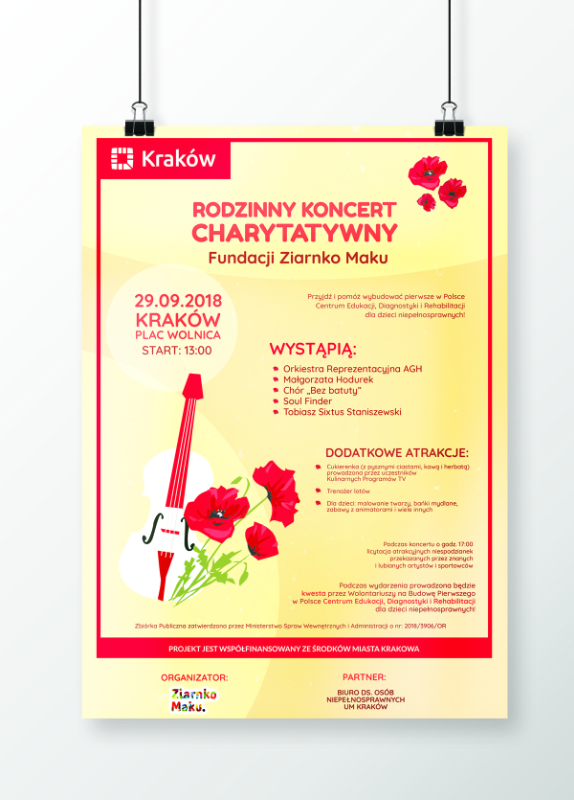 Kraków
RODZINNY KONCERT
CHARYTATYWNY
Fundacji Ziarnko Maku
29.09.2018
KRAKÓW
PLAC WOLNICA
START: 13:00
Przyjdź i pomóż wybudować pierwsze w Polsce
Centrum Edukacji, Diagnostyki i Rehabilitacji
dla dzieci niepełnosprawnych!
WYSTĄPIĄ:
Orkiestra Reprezentacyjna AGH
Małgorzata Hodurek
Chór „Bez batuty”
Soul Finder
Tobiasz Sixtus Staniszewski
DODATKOWE ATRAKCJE:
Cukierenka (z pysznymi ciastami, kawą i herbatą)
prowadzona przez uczestników
Kulinarnych Programów TV
Trenażer lotów
Dla dzieci: malowanie twarzy, bańki mydlane,
zabawy z animatorami i wiele innych
Podczas koncertu o godz. 17:00
licytacja atrakcyjnych niespodzianek
przekazanych przez znanych
i lubianych artystów i sportowców
Podczas wydarzenia prowadzona będzie
kwesta przez Wolontariuszy na Budowę Pierwszego
w Polsce Centrum Edukacji, Diagnostyki i Rehabilitacji
dla dzieci niepełnosprawnych!
Zbiórka Publiczna zatwierdzona przez Ministerstwo Spraw Wewnętrznych i Administracji o nr: 2018/3906/OR
PROJEKT JEST WSPÓŁFINANSOWANY ZE ŚRODKÓW MIASTA KRAKOWA
ORGANIZATOR:
Ziarnko
Maku.
PARTNER:
BIURO DS. OSÓB
NIEPEŁNOSPRAWNYCH
UM KRAKÓW